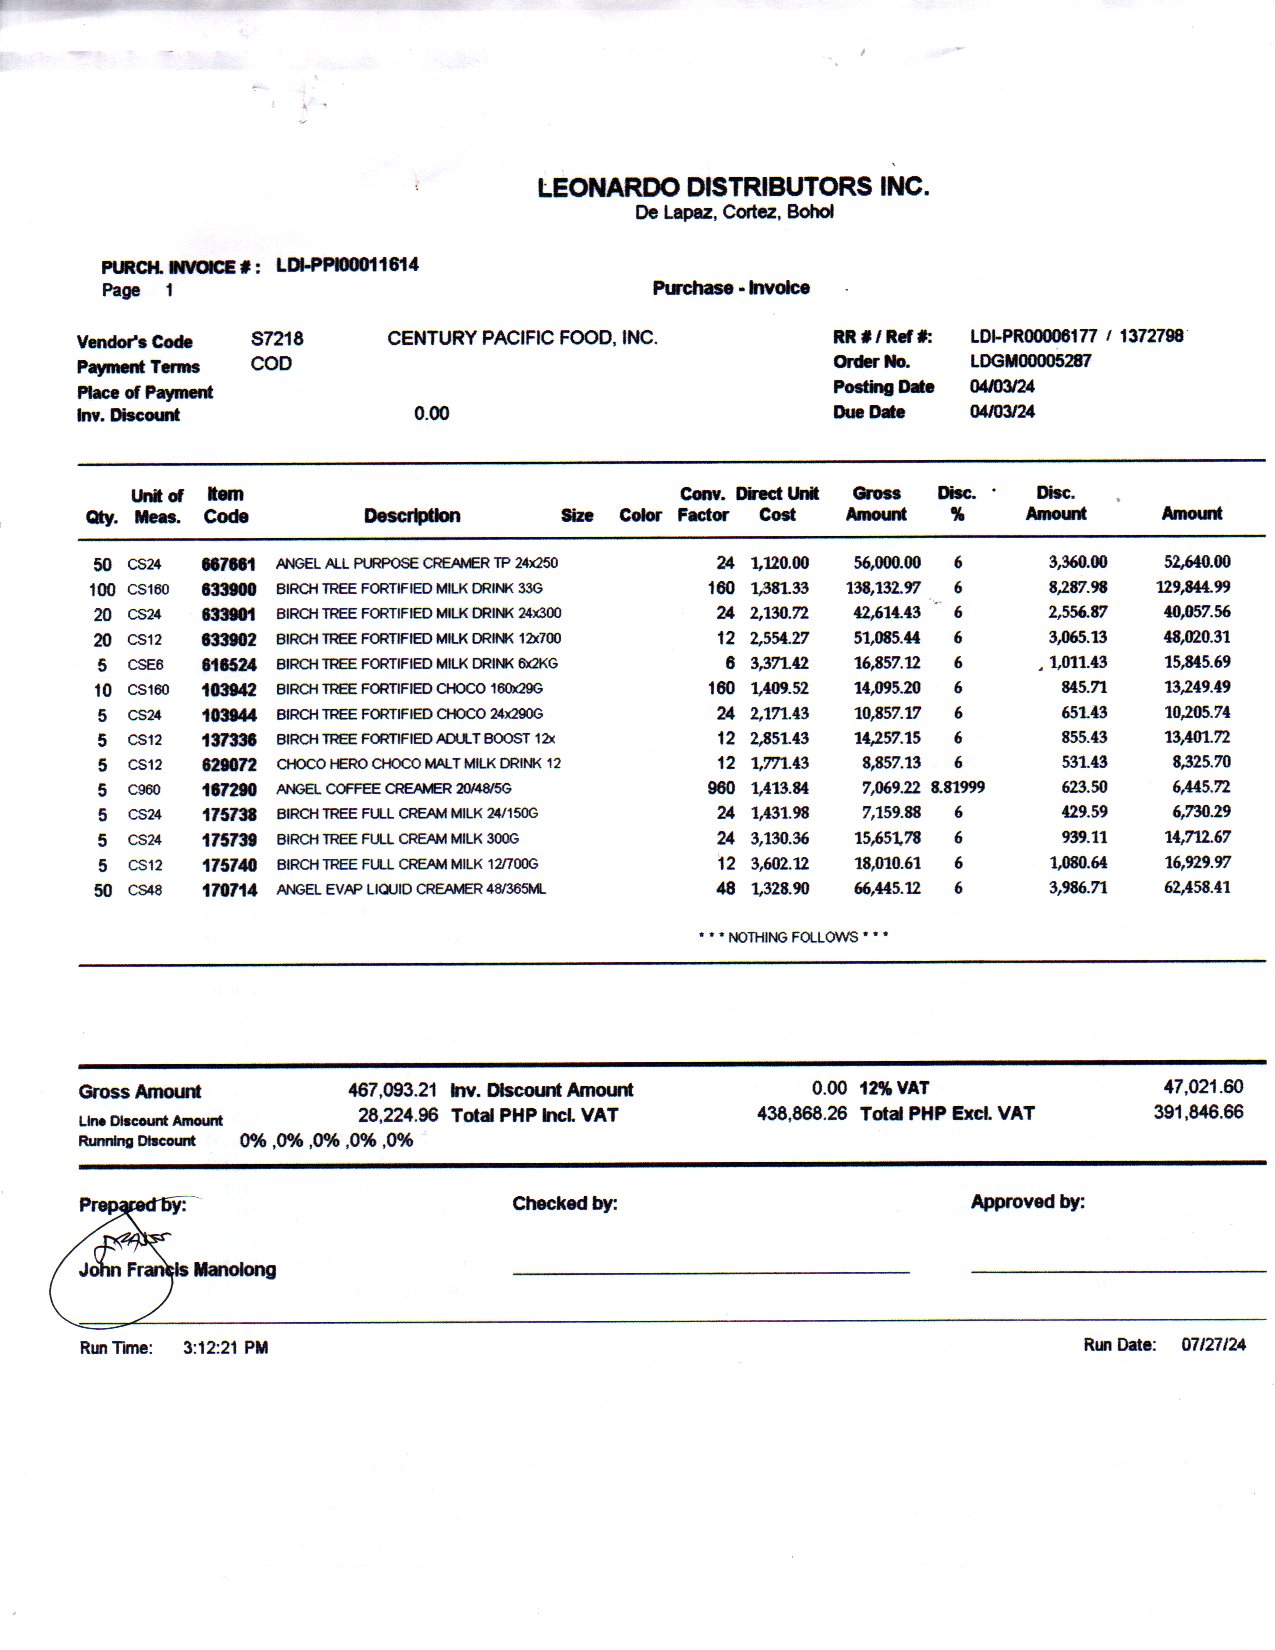 LEONARDO DISTRIBUTORS INC.
De Lapaz, Cortez, Bohol
PURCH. INVOICE # : LDI-PPI00011614
Page 1
Purchase - Invoice
Vendor's Code S7218 CENTURY PACIFIC FOOD, INC. RR # / Ref #: LDI-PR00006177 / 1372798
Payment Terms COD Order No. LDGM00005287
Place of Payment Posting Date 04/03/24
Inv. Discount 0.00 Due Date 04/03/24
Unit of Item Conv. Direct Unit Gross Disc. Disc.
Qty. Meas. Code Description Size Color Factor Cost Amount % Amount Amount
50 CS24 667661 ANGEL ALL PURPOSE CREAMER TP 24x250 24 1,120.00 56,000.00 6 3,360.00 52,640.00
100 CS160 633900 BIRCH TREE FORTIFIED MILK DRINK 33G 160 1,381.33 138,132.97 6 8,287.98 129,844.99
20 CS24 633901 BIRCH TREE FORTIFIED MILK DRINK 24x300 24 2,130.72 42,614.43 6 2,556.87 40,057.56
20 CS12 633902 BIRCH TREE FORTIFIED MILK DRINK 12x700 12 2,554.27 51,085.44 6 3,065.13 48,020.31
5 CSE6 616524 BIRCH TREE FORTIFIED MILK DRINK 6x2KG 6 3,371.42 16,857.12 6 1,011.43 15,845.69
10 CS160 103942 BIRCH TREE FORTIFIED CHOCO 160x29G 160 1,409.52 14,095.20 6 845.71 13,249.49
5 CS24 103944 BIRCH TREE FORTIFIED CHOCO 24x290G 24 2,171.43 10,857.17 6 651.43 10,205.74
5 CS12 137336 BIRCH TREE FORTIFIED ADULT BOOST 12x 12 2,851.43 14,257.15 6 855.43 13,401.72
5 CS12 629072 CHOCO HERO CHOCO MALT MILK DRINK 12 12 1,771.43 8,857.13 6 531.43 8,325.70
5 C960 167290 ANGEL COFFEE CREAMER 20/48/5G 960 1,413.84 7,069.22 8.81999 623.50 6,445.72
5 CS24 175738 BIRCH TREE FULL CREAM MILK 24/150G 24 1,431.98 7,159.88 6 429.59 6,730.29
5 CS24 175739 BIRCH TREE FULL CREAM MILK 300G 24 3,130.36 15,651.78 6 939.11 14,712.67
5 CS12 175740 BIRCH TREE FULL CREAM MILK 12/700G 12 3,602.12 18,010.61 6 1,080.64 16,929.97
50 CS48 170714 ANGEL EVAP LIQUID CREAMER 48/365ML 48 1,328.90 66,445.12 6 3,986.71 62,458.41
* * * NOTHING FOLLOWS * * *
Gross Amount 467,093.21 Inv. Discount Amount 0.00 12% VAT 47,021.60
Line Discount Amount 28,224.96 Total PHP Incl. VAT 438,868.26 Total PHP Excl. VAT 391,846.66
Running Discount 0% ,0% ,0% ,0% ,0%
Prepared by: Checked by: Approved by:
John Francis Manolong
Run Time: 3:12:21 PM Run Date: 07/27/24